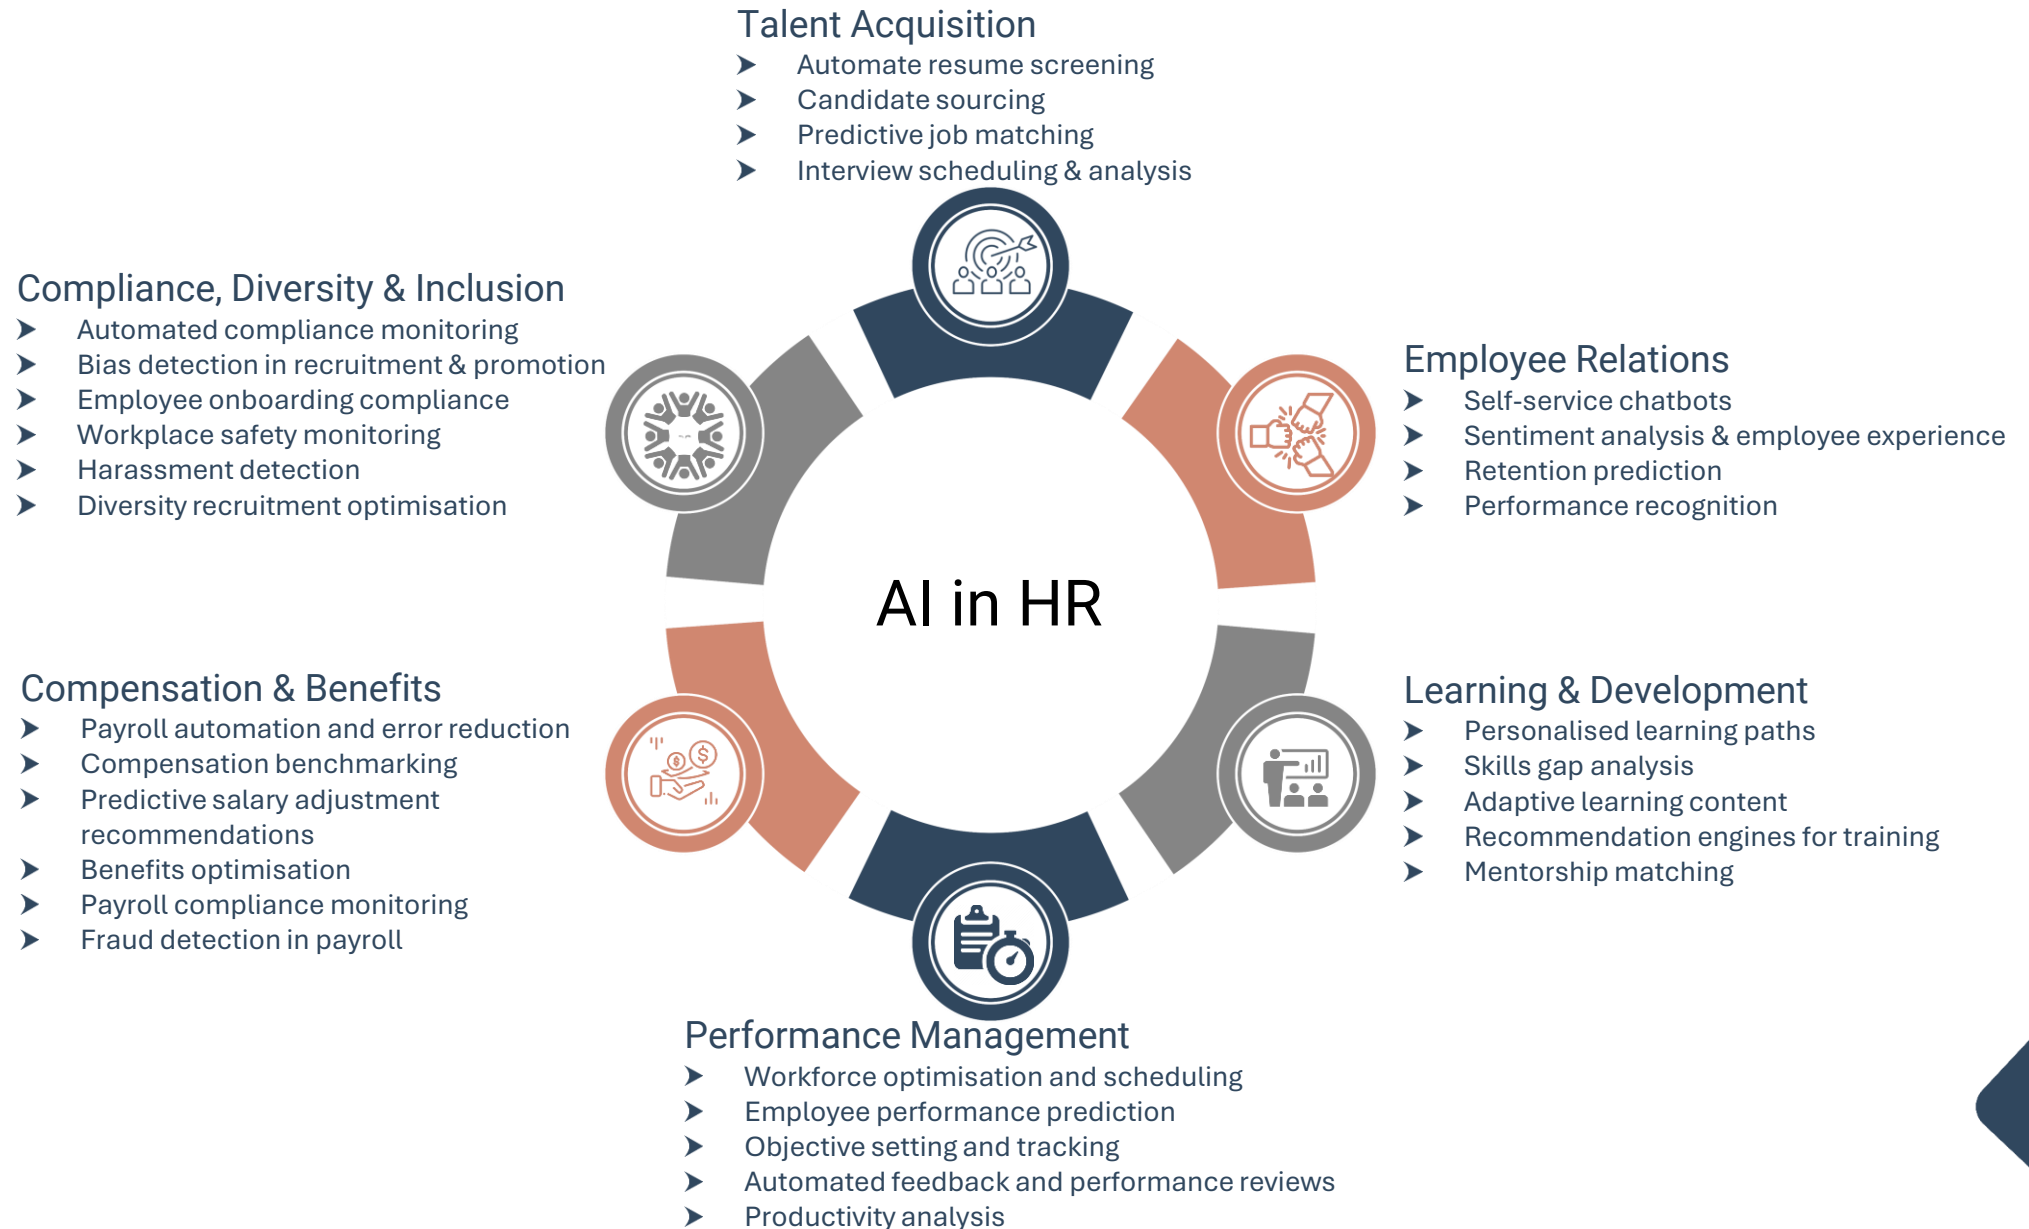 Talent Acquisition
Automate resume screening
Candidate sourcing
Predictive job matching
Interview scheduling & analysis
Compliance, Diversity & Inclusion
Automated compliance monitoring
Bias detection in recruitment & promotion
Employee onboarding compliance
Workplace safety monitoring
Harassment detection
Diversity recruitment optimisation
Employee Relations
Self-service chatbots
Sentiment analysis & employee experience
Retention prediction
Performance recognition
AI in HR
Compensation & Benefits
Payroll automation and error reduction
Compensation benchmarking
Predictive salary adjustment
recommendations
Benefits optimisation
Payroll compliance monitoring
Fraud detection in payroll
Learning & Development
Personalised learning paths
Skills gap analysis
Adaptive learning content
Recommendation engines for training
Mentorship matching
Performance Management
Workforce optimisation and scheduling
Employee performance prediction
Objective setting and tracking
Automated feedback and performance reviews
Productivity analysis